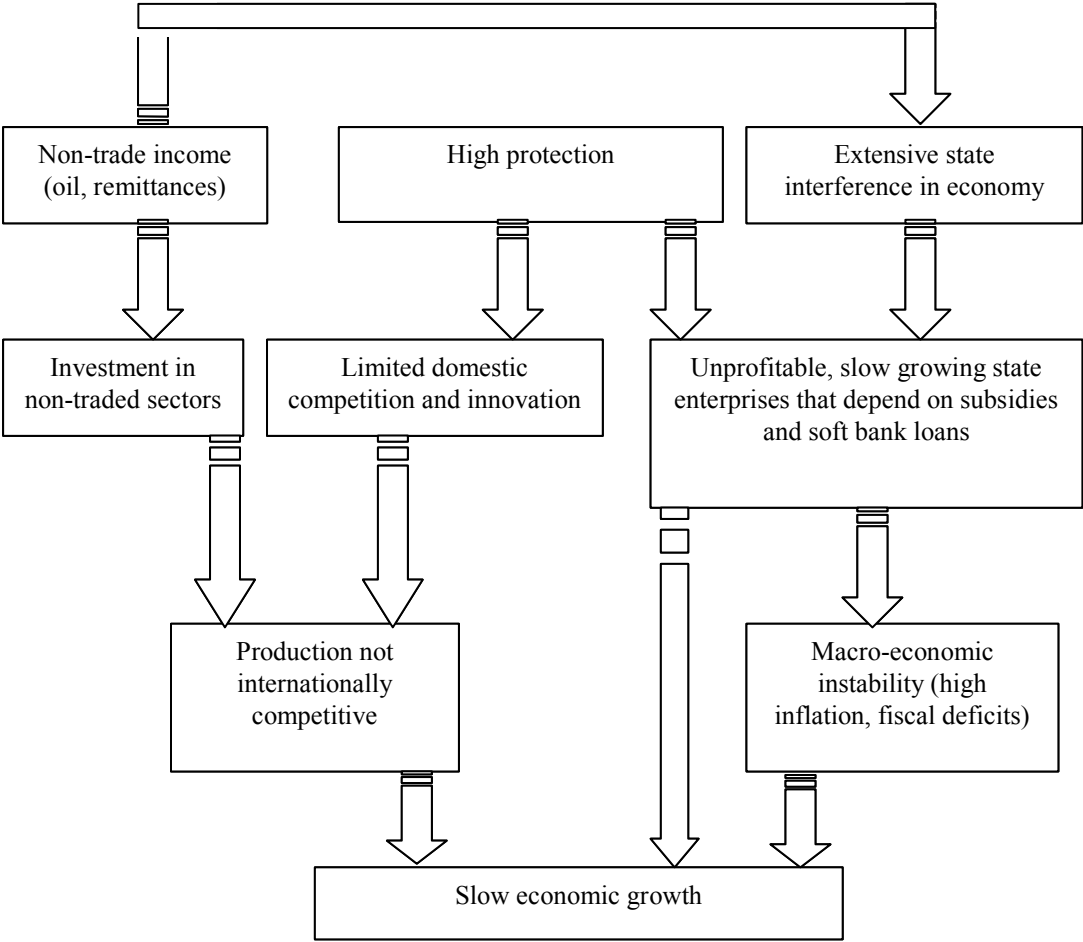 Non-trade income
(oil, remittances)
High protection
Extensive state
interference in economy
Investment in
non-traded sectors
Limited domestic
competition and innovation
Unprofitable, slow growing state
enterprises that depend on subsidies
and soft bank loans
Production not
internationally
competitive
Macro-economic
instability (high
inflation, fiscal deficits)
Slow economic growth